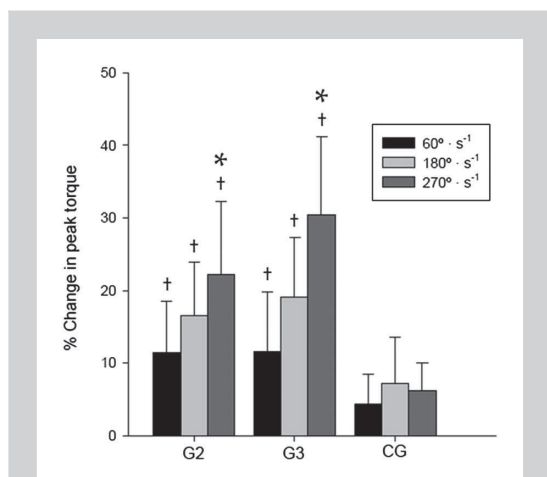 50
40
30
20
10
0
% Change in peak torque
* † † †
* † † †
60º · s⁻¹
180º · s⁻¹
270º · s⁻¹
G2 G3 CG